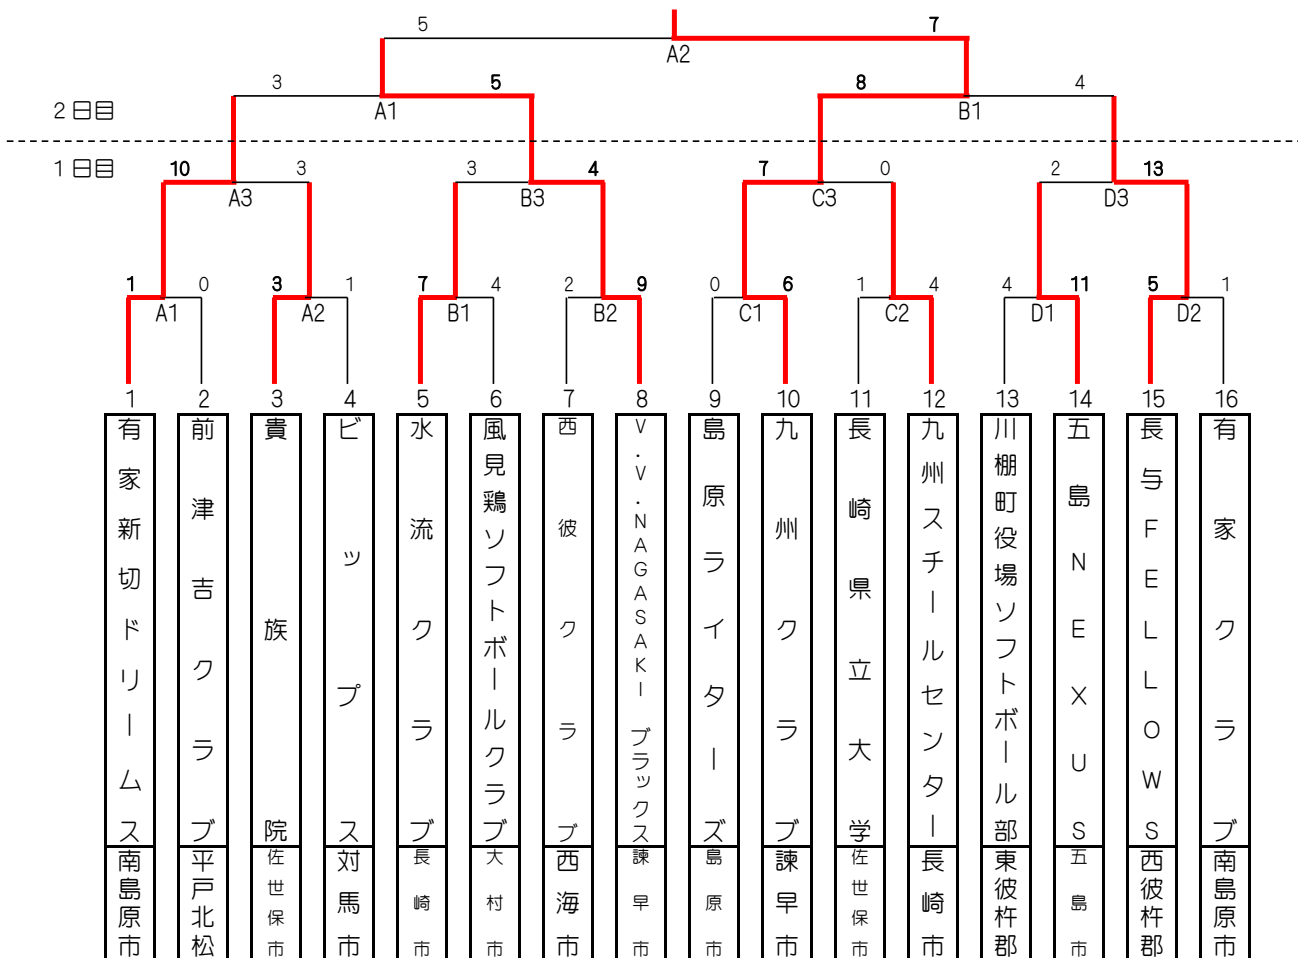 5 7
A2
3 5 8 4
2日目 A1 B1
1日目 10 3 3 4 7 0 2 13
A3 B3 C3 D3
1 0 3 1 7 4 2 9 0 6 1 4 4 11 5 1
A1 A2 B1 B2 C1 C2 D1 D2
1 2 3 4 5 6 7 8 9 10 11 12 13 14 15 16
有家新切ドリームス
南島原市
前津吉クラブ
平戸北松
貴族院
佐世保市
ビップス
対馬市
水流クラブ
長崎市
風見鶏ソフトボールクラブ
大村市
西彼クラブ
西海市
V.V.NAGASAKI ブラックス
諫早市
島原ライターズ
島原市
九州クラブ
諫早市
長崎県立大学
佐世保市
九州スチールセンター
長崎市
川棚町役場ソフトボール部
東彼杵郡
五島NEXUS
五島市
長与FELLOWS
西彼杵郡
有家クラブ
南島原市